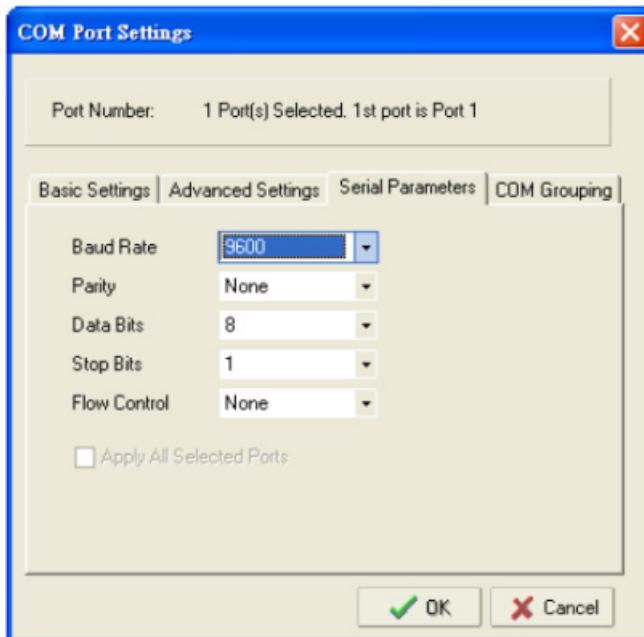 COM Port Settings
Port Number: 1 Port(s) Selected. 1st port is Port 1
Basic Settings Advanced Settings Serial Parameters COM Grouping
Baud Rate 9600
Parity None
Data Bits 8
Stop Bits 1
Flow Control None
Apply All Selected Ports
OK Cancel